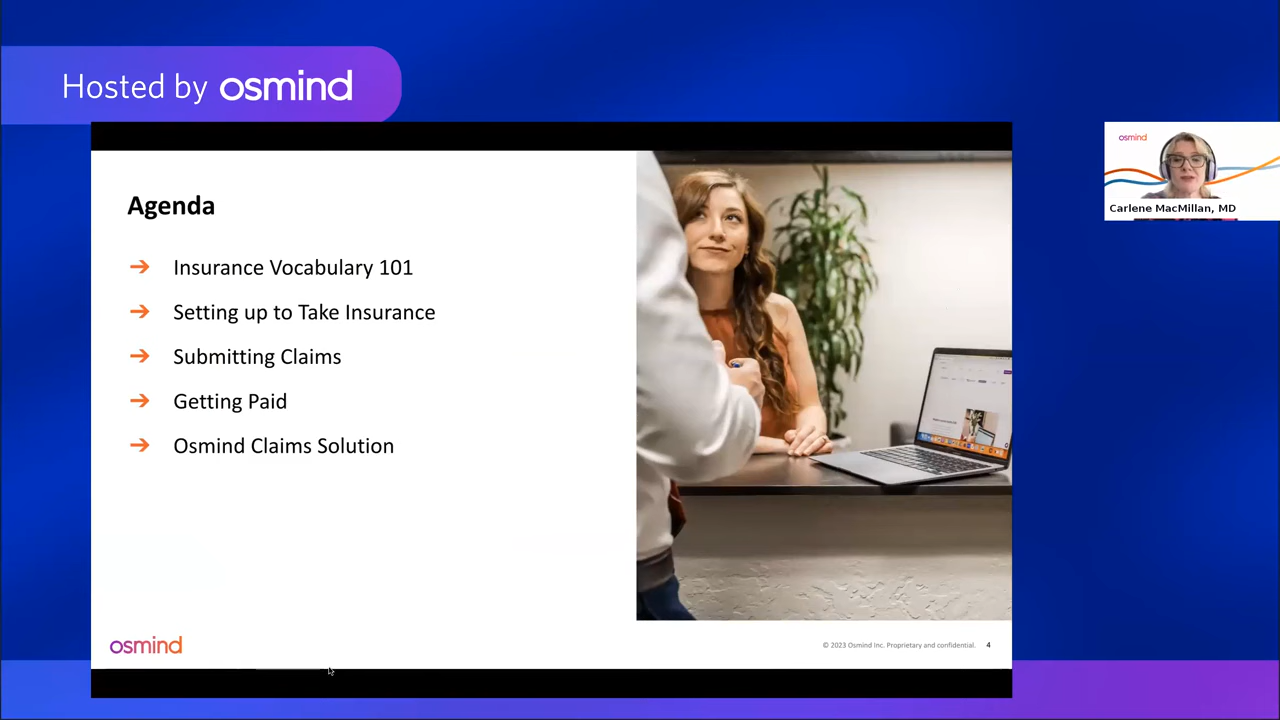 Hosted by osmind
osmind
Carlene MacMillan, MD
Agenda
➔ Insurance Vocabulary 101
➔ Setting up to Take Insurance
➔ Submitting Claims
➔ Getting Paid
➔ Osmind Claims Solution
osmind
© 2023 Osmind Inc. Proprietary and confidential. 4